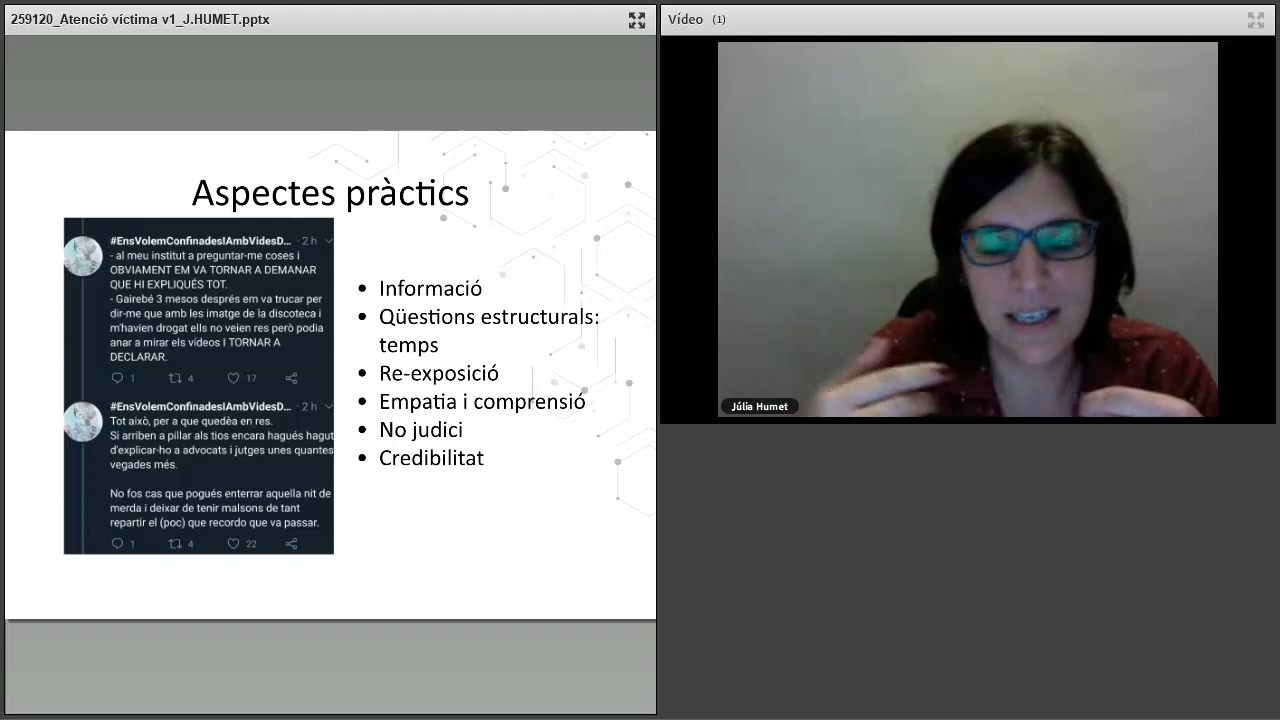 259120_Atenció víctima v1_J.HUMET.pptx
Vídeo (1)
Aspectes pràctics
#EnsVolemConfinadesIAmbVidesD... · 2 h
- al meu institut a preguntar-me coses i
OBVIAMENT EM VA TORNAR A DEMANAR
QUE HI EXPLIQUÉS TOT.
- Gairebé 3 mesos després em va trucar per
dir-me que amb les imatge de la discoteca i
m'havien drogat ells no veien res però podia
anar a mirar els vídeos I TORNAR A
DECLARAR.
1 4 17
#EnsVolemConfinadesIAmbVidesD... · 2 h
Tot això, per a que quedèa en res.
Si arriben a pillar als tios encara hagués hagut
d'explicar-ho a advocats i jutges unes quantes
vegades més.
No fos cas que pogués enterrar aquella nit de
merda i deixar de tenir malsons de tant
repartir el (poc) que recordo que va passar.
1 4 22
• Informació
• Qüestions estructurals:
temps
• Re-exposició
• Empatia i comprensió
• No judici
• Credibilitat
Júlia Humet